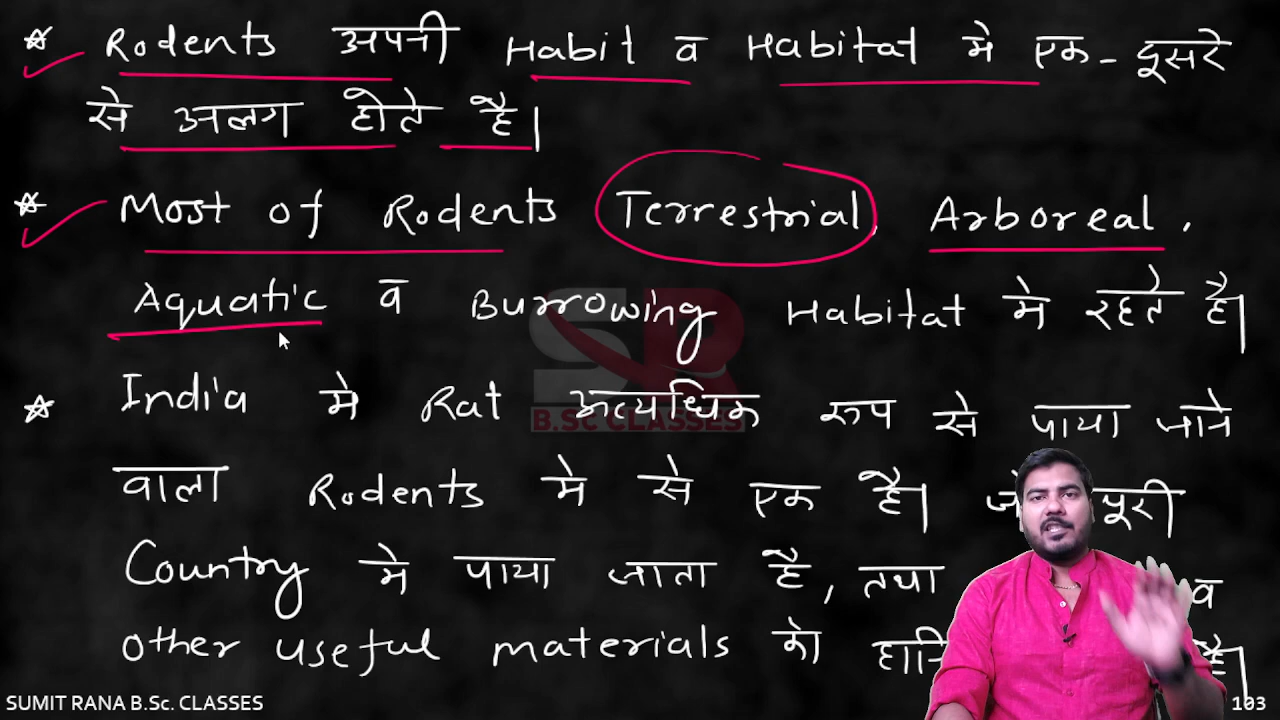 ☆ Rodents अपनी Habit व Habitat मे एक-दूसरे
से अलग होते है।
☆ Most of Rodents Terrestrial, Arboreal,
Aquatic व Burrowing Habitat मे रहते है।
☆ India मे Rat अत्यधिक रूप से पाया जाने
वाला Rodents मे से एक है। पूरी
Country मे पाया जाता है, तथा व
other useful materials को है।
SR
B.SC CLASSES
SUMIT RANA B.Sc. CLASSES
103